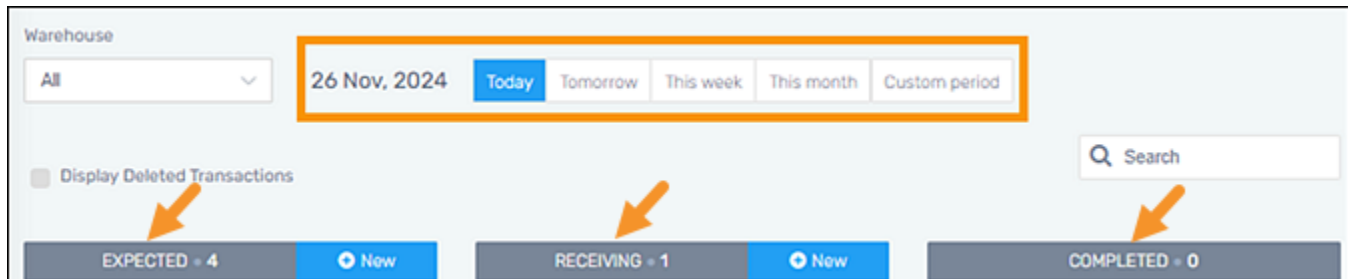 Warehouse
All
26 Nov, 2024 Today Tomorrow This week This month Custom period
Search
Display Deleted Transactions
EXPECTED • 4 New RECEIVING • 1 New COMPLETED • 0